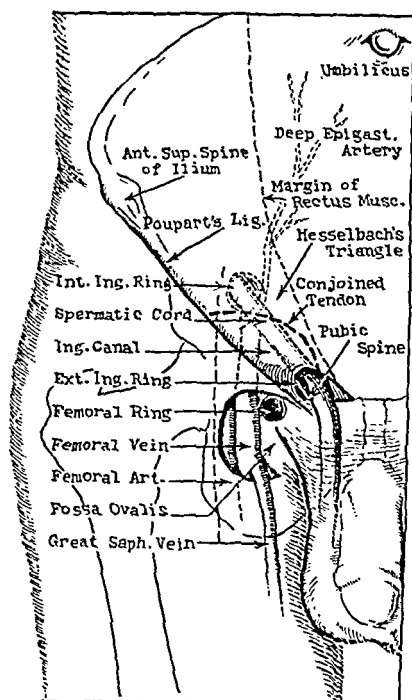 Umbilicus
Deep Epigast.
Artery
Ant. Sup. Spine
of Ilium
Margin of
Rectus Musc.
Poupart's Lig.
Hesselbach's
Triangle
Int. Ing. Ring
Conjoined
Tendon
Spermatic Cord
Pubic
Spine
Ing. Canal
Ext. Ing. Ring
Femoral Ring
Femoral Vein
Femoral Art.
Fossa Ovalis
Great Saph. Vein